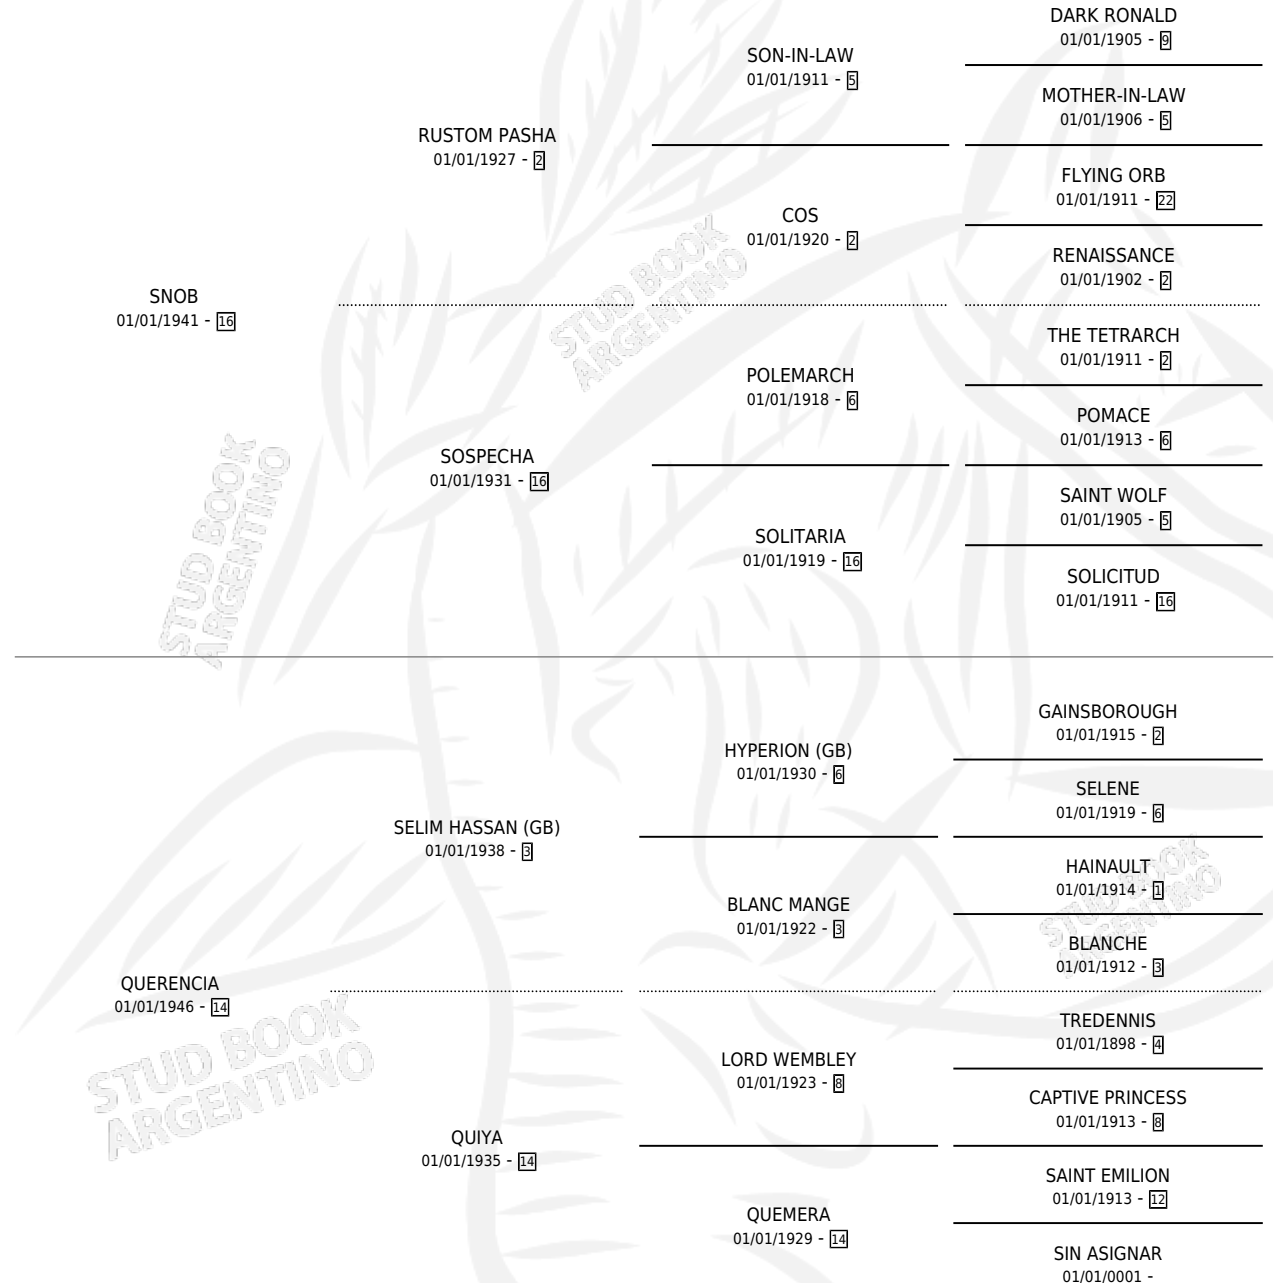 DARK RONALD
01/01/1905 - 9
SON-IN-LAW
01/01/1911 - 5
MOTHER-IN-LAW
01/01/1906 - 5
RUSTOM PASHA
01/01/1927 - 2
FLYING ORB
01/01/1911 - 22
COS
01/01/1920 - 2
RENAISSANCE
01/01/1902 - 2
SNOB
01/01/1941 - 16
THE TETRARCH
01/01/1911 - 2
POLEMARCH
01/01/1918 - 6
POMACE
01/01/1913 - 6
SOSPECHA
01/01/1931 - 16
SAINT WOLF
01/01/1905 - 5
SOLITARIA
01/01/1919 - 16
SOLICITUD
01/01/1911 - 16
GAINSBOROUGH
01/01/1915 - 2
HYPERION (GB)
01/01/1930 - 6
SELENE
01/01/1919 - 6
SELIM HASSAN (GB)
01/01/1938 - 3
HAINAULT
01/01/1914 - 1
BLANC MANGE
01/01/1922 - 3
BLANCHE
01/01/1912 - 3
QUERENCIA
01/01/1946 - 14
TREDENNIS
01/01/1898 - 4
LORD WEMBLEY
01/01/1923 - 8
CAPTIVE PRINCESS
01/01/1913 - 8
QUIYA
01/01/1935 - 14
SAINT EMILION
01/01/1913 - 12
QUEMERA
01/01/1929 - 14
SIN ASIGNAR
01/01/0001 -
STUD BOOK
ARGENTINO
STUD BOOK
ARGENTINO
STUD BOOK
ARGENTINO
STUD BOOK
ARGENTINO